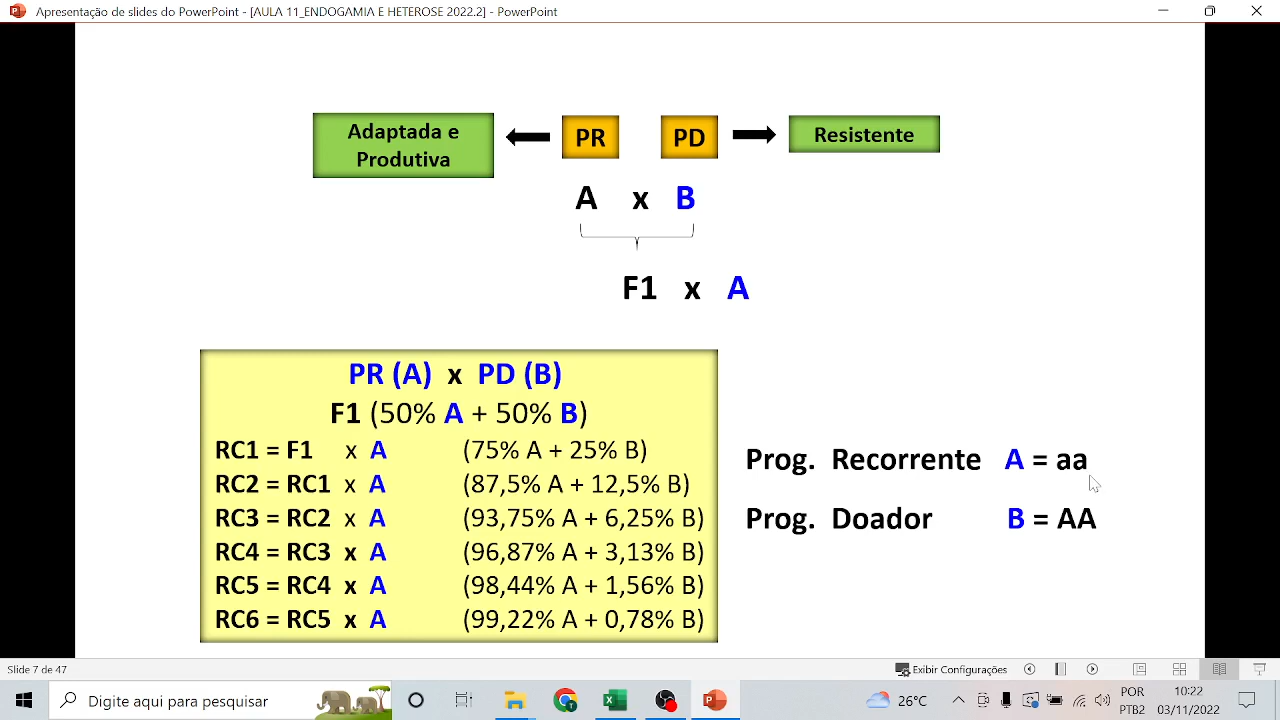 Apresentação de slides do PowerPoint - [AULA 11_ENDOGAMIA E HETEROSE 2022.2] - PowerPoint
Adaptada e
Produtiva
PR
PD
Resistente
A x B
F1 x A
PR (A) x PD (B)
F1 (50% A + 50% B)
RC1 = F1 x A (75% A + 25% B)
RC2 = RC1 x A (87,5% A + 12,5% B)
RC3 = RC2 x A (93,75% A + 6,25% B)
RC4 = RC3 x A (96,87% A + 3,13% B)
RC5 = RC4 x A (98,44% A + 1,56% B)
RC6 = RC5 x A (99,22% A + 0,78% B)
Prog. Recorrente A = aa
Prog. Doador B = AA
Slide 7 de 47
Exibir Configurações
Digite aqui para pesquisar
26°C
POR
PTB2
10:22
03/11/2022